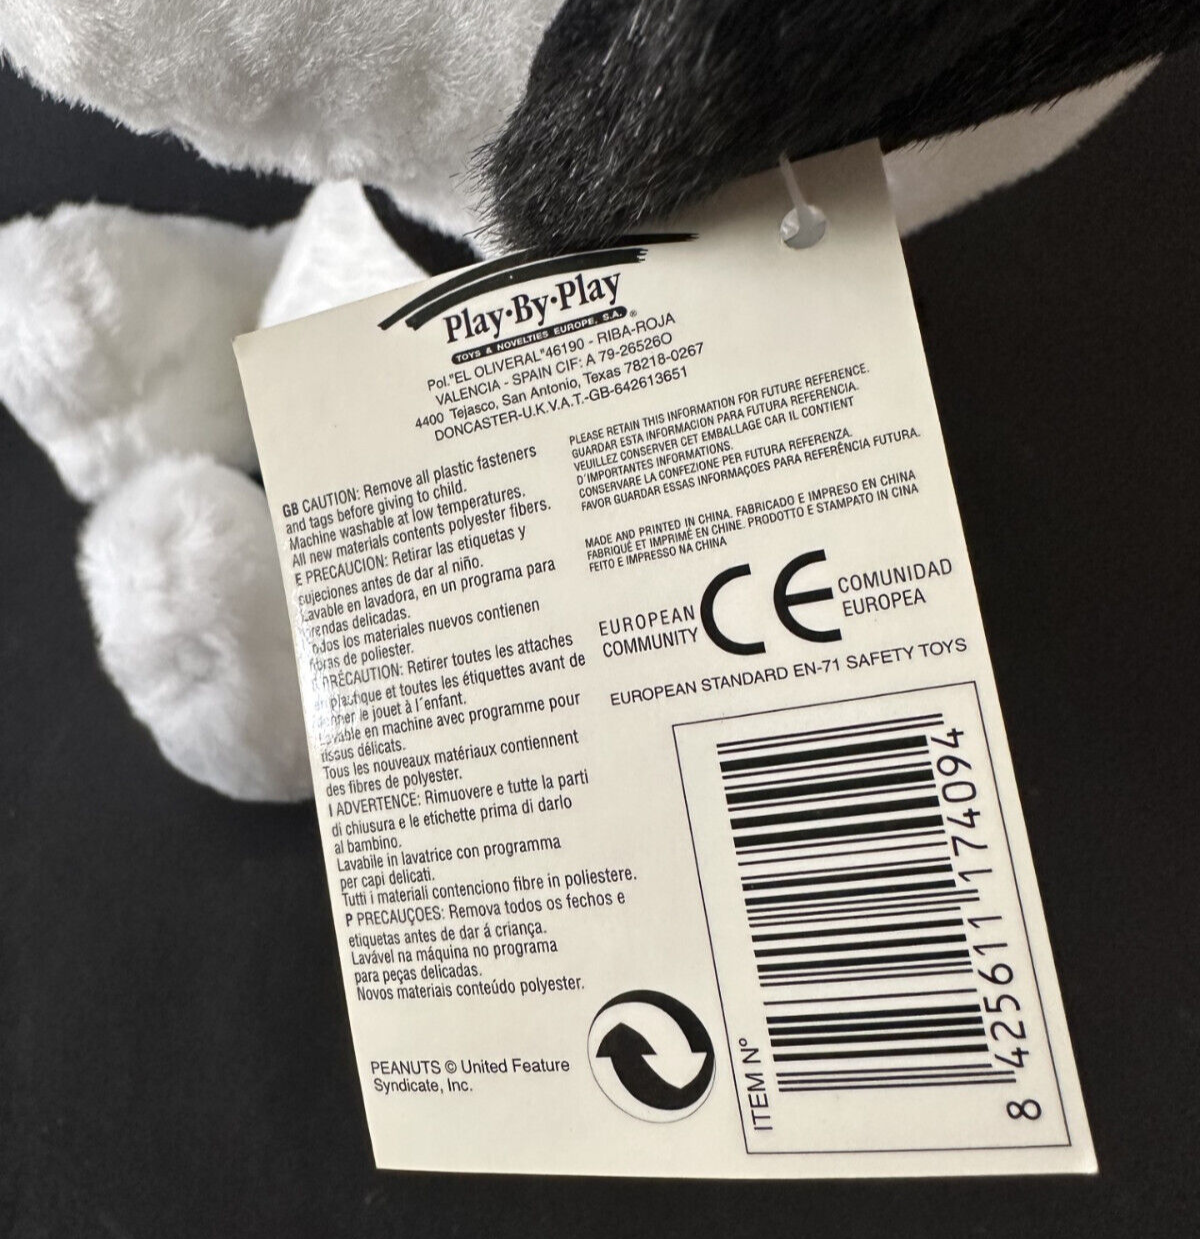 Play·By·Play
TOYS & NOVELTIES EUROPE, S.A. ®
Pol."EL OLIVERAL"46190 - RIBA-ROJA
VALENCIA - SPAIN CIF: A 79-26526O
4400 Tejasco, San Antonio, Texas 78218-0267
DONCASTER-U.K.V.A.T.-GB-642613651
GB CAUTION: Remove all plastic fasteners
and tags before giving to child.
Machine washable at low temperatures.
All new materials contents polyester fibers.
E PRECAUCION: Retirar las etiquetas y
sujeciones antes de dar al niño.
Lavable en lavadora, en un programa para
prendas delicadas.
Todos los materiales nuevos contienen
fibras de poliester.
F PRÉCAUTION: Retirer toutes les attaches
en plactique et toutes les étiquettes avant de
donner le jouet à l´enfant.
Lavable en machine avec programme pour
tissus délicats.
Tous les nouveaux matériaux contiennent
des fibres de polyester.
I ADVERTENCE: Rimuovere e tutte la parti
di chiusura e le etichette prima di darlo
al bambino.
Lavabile in lavatrice con programma
per capi delicati.
Tutti i materiali contenciono fibre in poliestere.
P PRECAUÇOES: Remova todos os fechos e
etiquetas antes de dar á criança.
Lavável na máquina no programa
para peças delicadas.
Novos materiais conteúdo polyester.
PEANUTS © United Feature
Syndicate, Inc.
PLEASE RETAIN THIS INFORMATION FOR FUTURE REFERENCE.
GUARDAR ESTA INFORMACION PARA FUTURA REFERENCIA.
VEUILLEZ CONSERVER CET EMBALLAGE CAR IL CONTIENT
D'IMPORTANTES INFORMATIONS.
CONSERVARE LA CONFEZIONE PER FUTURA REFERENZA.
FAVOR GUARDAR ESSAS INFORMAÇOES PARA REFERÊNCIA FUTURA.
MADE AND PRINTED IN CHINA. FABRICADO E IMPRESO EN CHINA
FABRIQUÉ ET IMPRIMÉ EN CHINE. PRODOTTO E STAMPATO IN CINA
FEITO E IMPRESSO NA CHINA
EUROPEAN
COMMUNITY
CE
COMUNIDAD
EUROPEA
EUROPEAN STANDARD EN-71 SAFETY TOYS
ITEM Nº
8 425611 174094